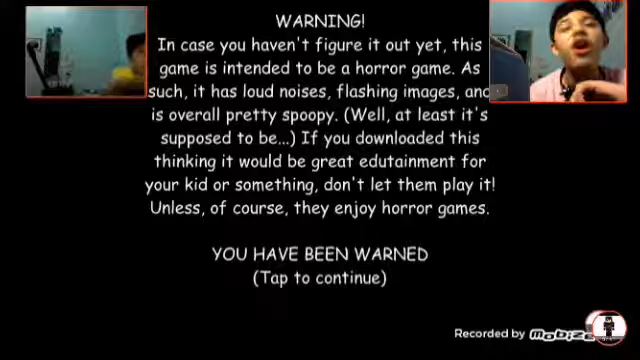 WARNING!
In case you haven't figure it out yet, this
game is intended to be a horror game. As
such, it has loud noises, flashing images, and
is overall pretty spoopy. (Well, at least it's
supposed to be...) If you downloaded this
thinking it would be great edutainment for
your kid or something, don't let them play it!
Unless, of course, they enjoy horror games.
YOU HAVE BEEN WARNED
(Tap to continue)
Recorded by mobizen